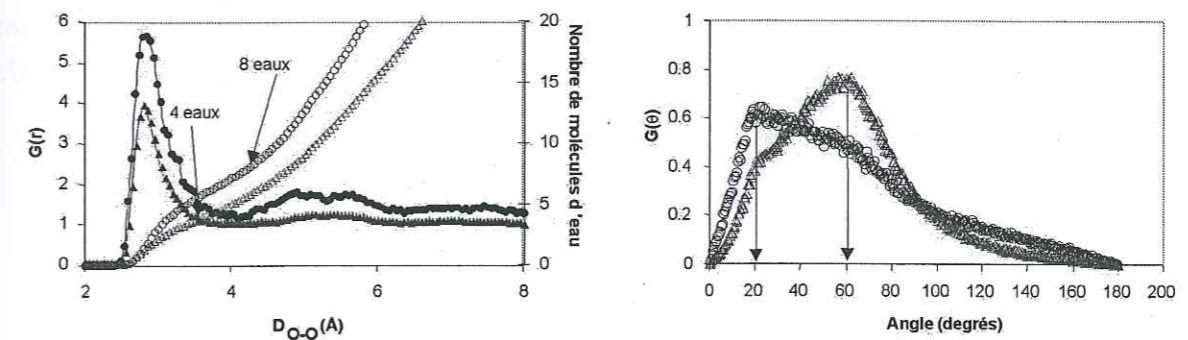 6
5
4
3
2
1
0
G(r)
8 eaux
4 eaux
20
15
10
5
0
Nombre de molécules d'eau
2
4
6
8
D O-O (Å)
1
0.8
0.6
0.4
0.2
0
G(θ)
0 20 40 60 80 100 120 140 160 180 200
Angle (degrés)